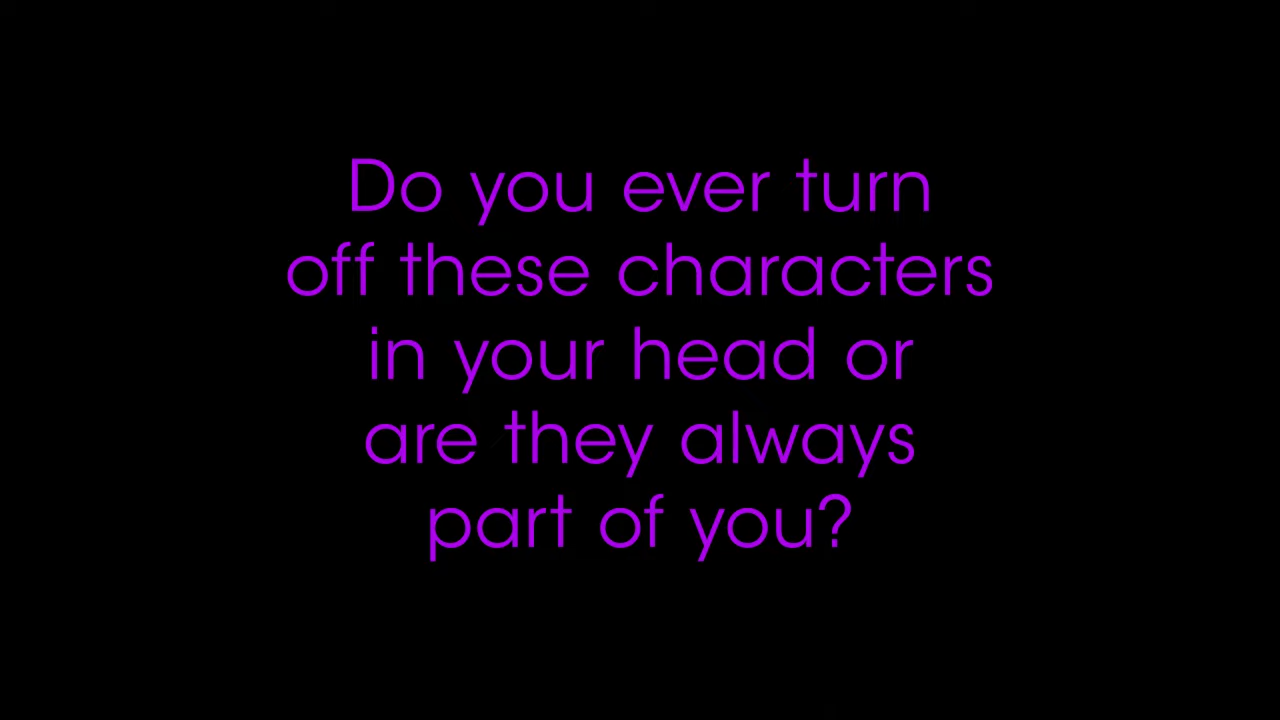 Do you ever turn
off these characters
in your head or
are they always
part of you?